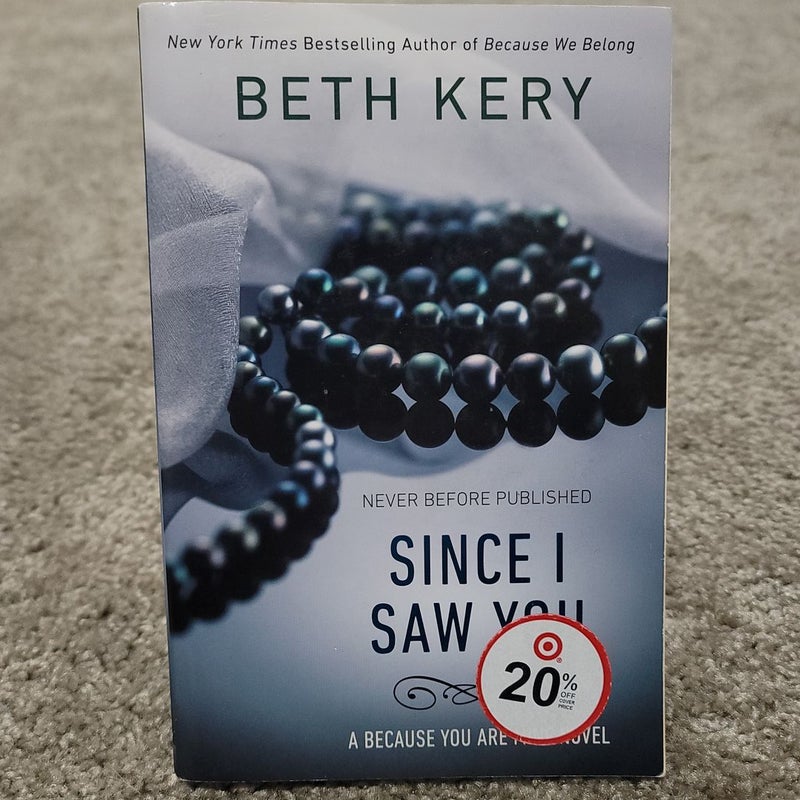 New York Times Bestselling Author of Because We Belong
BETH KERY
NEVER BEFORE PUBLISHED
SINCE I
SAW YOU
20%
OFF
COVER
PRICE
A BECAUSE YOU ARE NOVEL